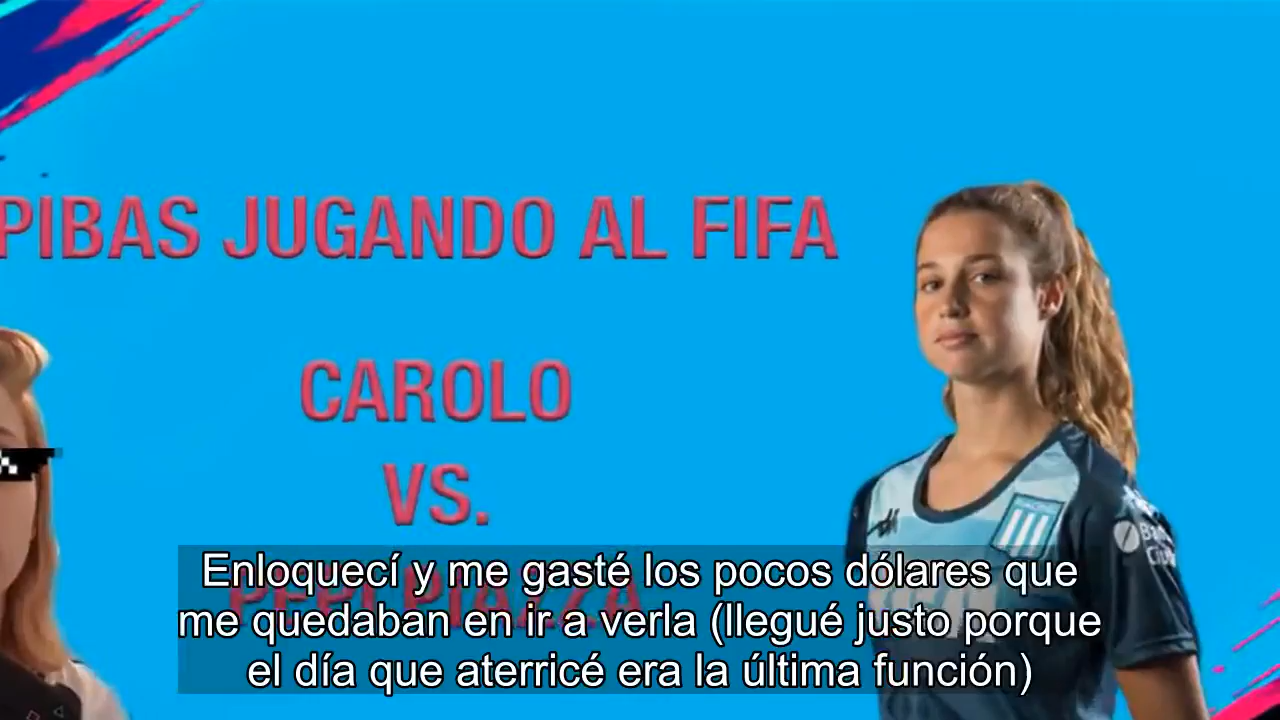 PIBAS JUGANDO AL FIFA
CAROLO
VS.
Enloquecí y me gasté los pocos dólares que
me quedaban en ir a verla (llegué justo porque
el día que aterricé era la última función)